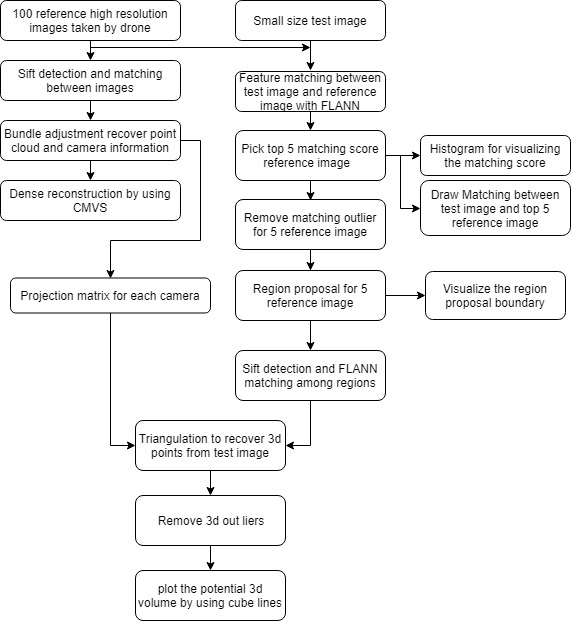 100 reference high resolution
images taken by drone
Small size test image
Sift detection and matching
between images
Feature matching between
test image and reference
image with FLANN
Bundle adjustment recover point
cloud and camera information
Pick top 5 matching score
reference image
Histogram for visualizing
the matching score
Dense reconstruction by using
CMVS
Draw Matching between
test image and top 5
reference image
Remove matching outlier
for 5 reference image
Projection matrix for each camera
Region proposal for 5
reference image
Visualize the region
proposal boundary
Sift detection and FLANN
matching among regions
Triangulation to recover 3d
points from test image
Remove 3d out liers
plot the potential 3d
volume by using cube lines